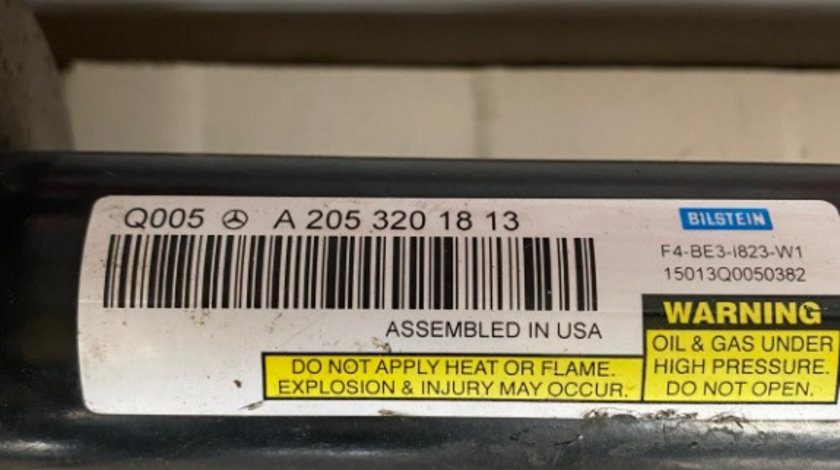 Q005 A 205 320 18 13
BILSTEIN
F4-BE3-I823-W1
15013Q0050382
ASSEMBLED IN USA
DO NOT APPLY HEAT OR FLAME.
EXPLOSION & INJURY MAY OCCUR.
WARNING
OIL & GAS UNDER
HIGH PRESSURE.
DO NOT OPEN.